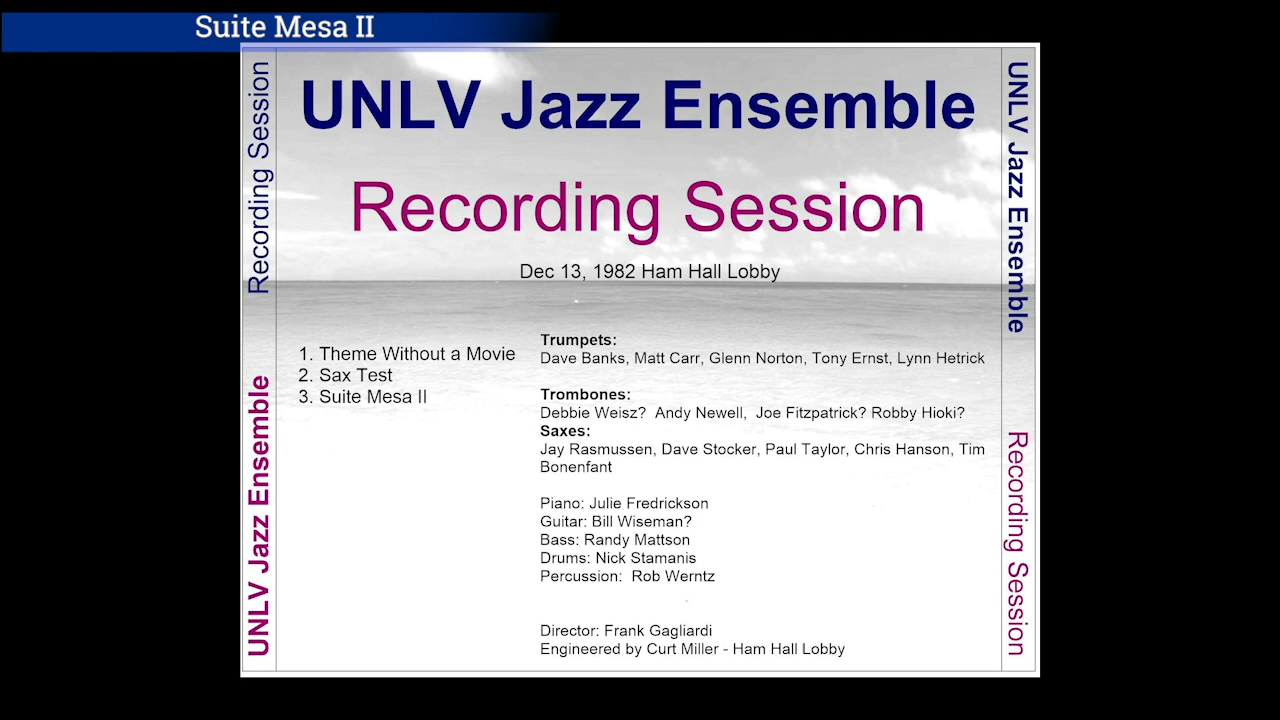 Suite Mesa II
UNLV Jazz Ensemble
Recording Session
Dec 13, 1982 Ham Hall Lobby
1. Theme Without a Movie
2. Sax Test
3. Suite Mesa II
Trumpets:
Dave Banks, Matt Carr, Glenn Norton, Tony Ernst, Lynn Hetrick
Trombones:
Debbie Weisz?  Andy Newell,  Joe Fitzpatrick? Robby Hioki?
Saxes:
Jay Rasmussen, Dave Stocker, Paul Taylor, Chris Hanson, Tim
Bonenfant
Piano: Julie Fredrickson
Guitar: Bill Wiseman?
Bass: Randy Mattson
Drums: Nick Stamanis
Percussion:  Rob Werntz
Director: Frank Gagliardi
Engineered by Curt Miller - Ham Hall Lobby
UNLV Jazz Ensemble Recording Session
UNLV Jazz Ensemble Recording Session